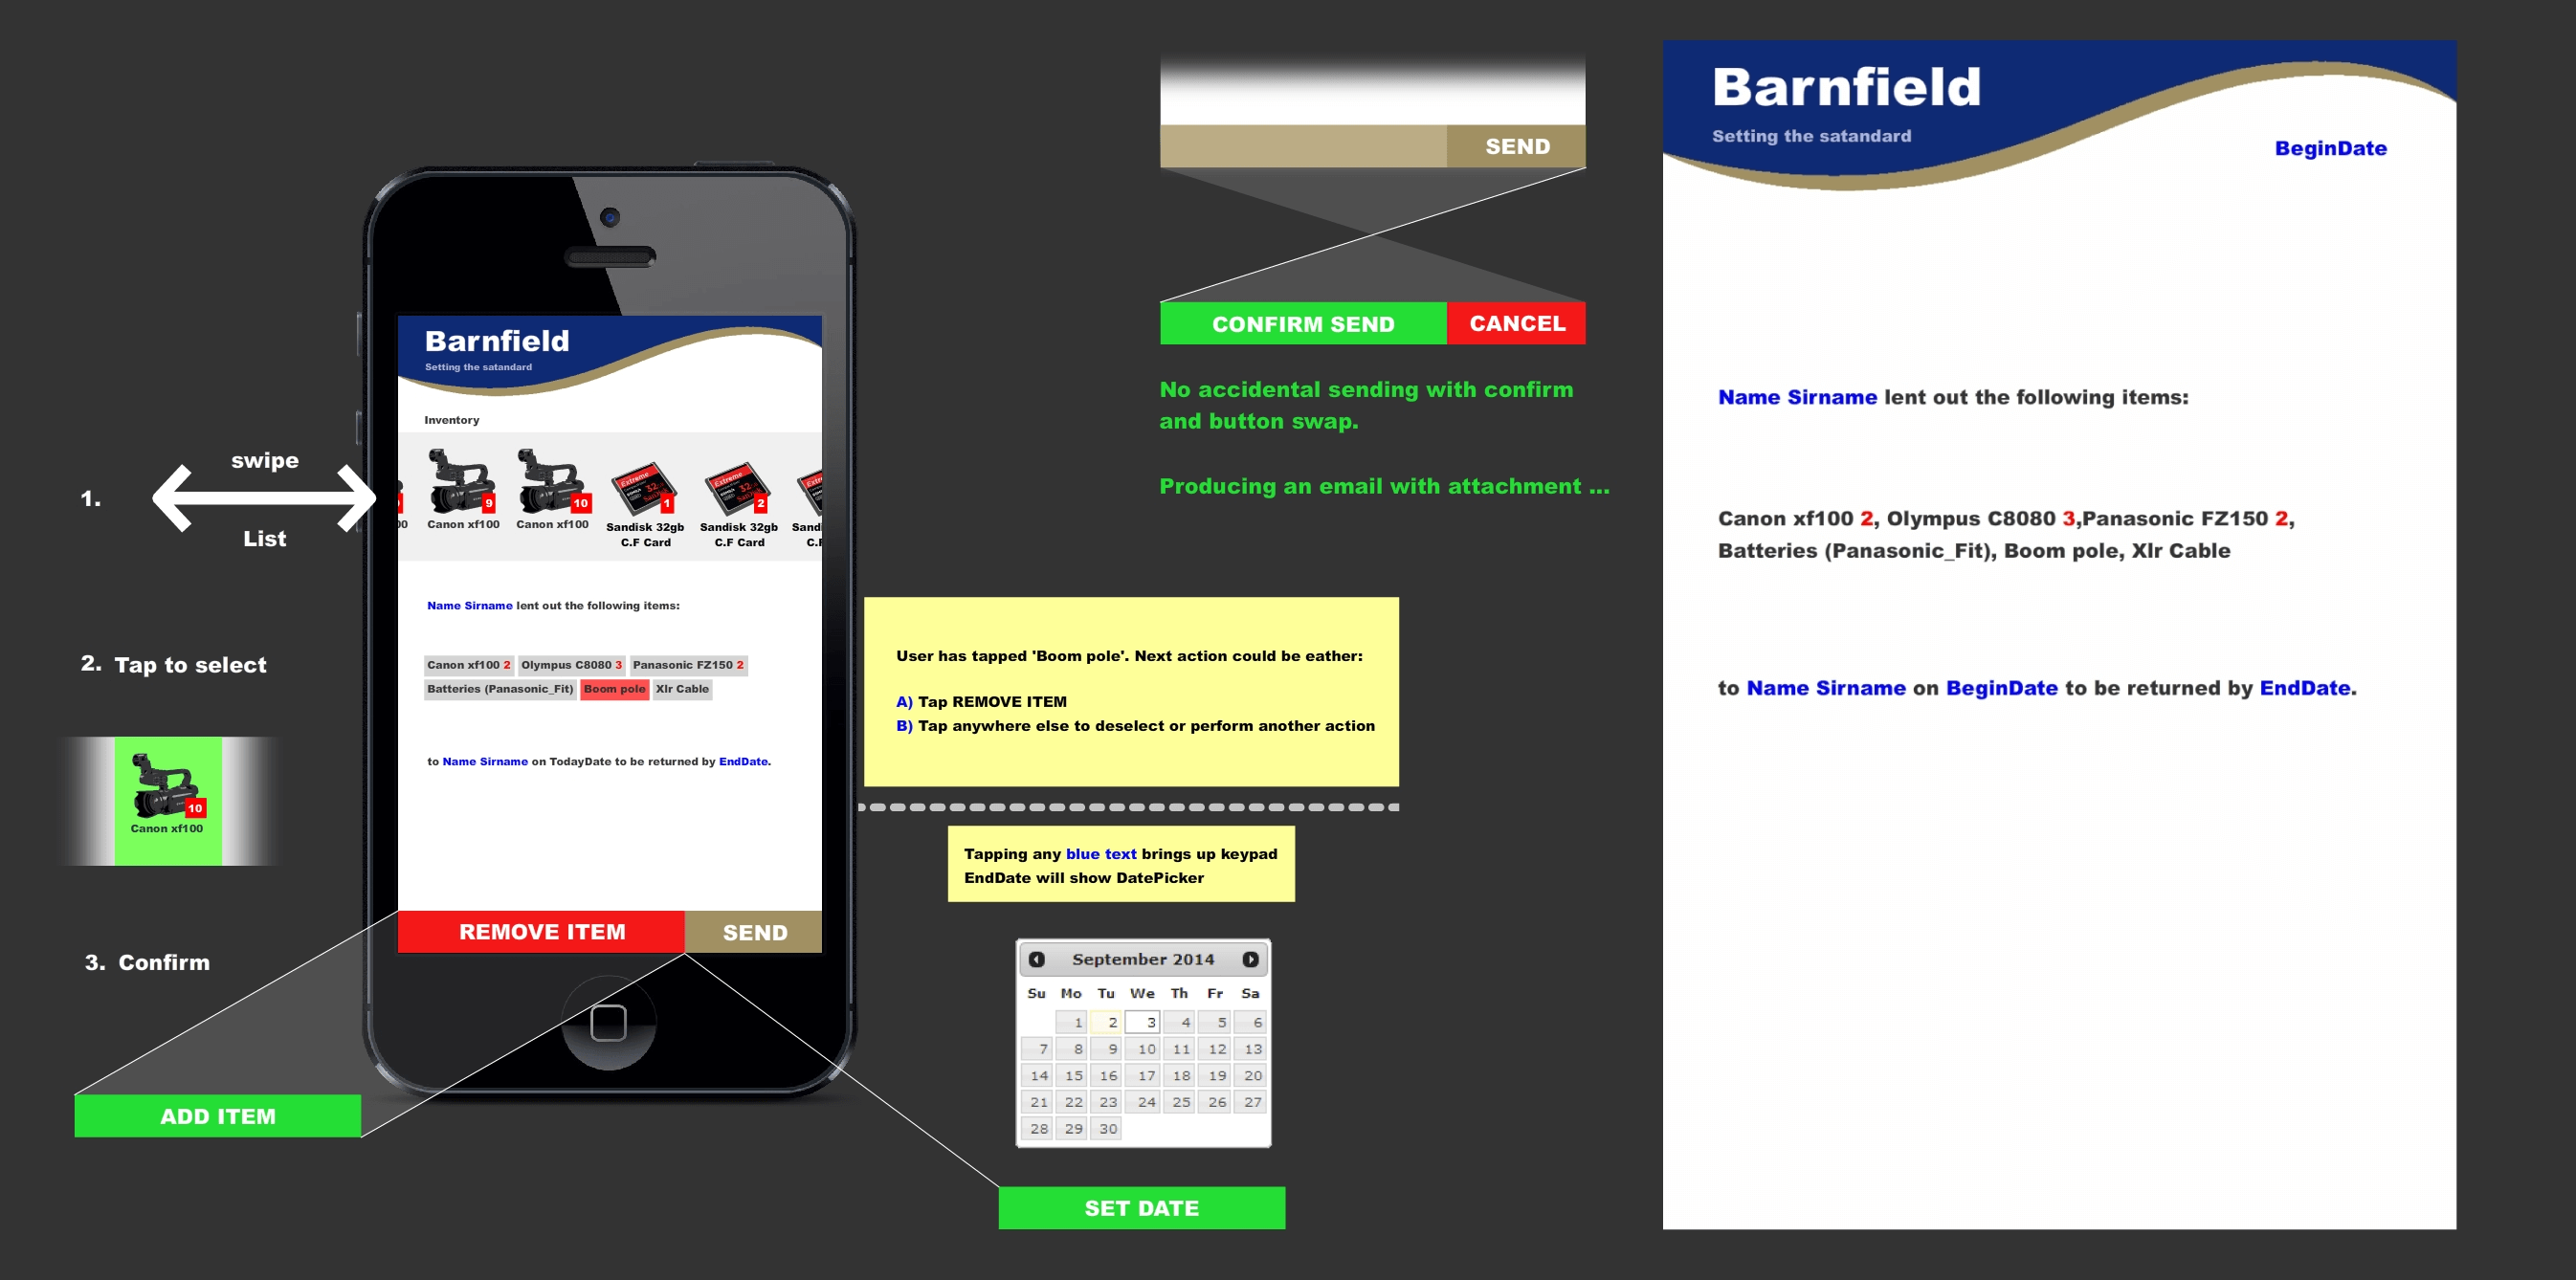 1.
swipe
List
2. Tap to select
10
Canon xf100
3. Confirm
ADD ITEM
Barnfield
Setting the satandard
Inventory
9
Canon xf100
10
Canon xf100
Extreme
32
SanDisk
1
Sandisk 32gb
C.F Card
Extreme
32
SanDisk
2
Sandisk 32gb
C.F Card
Name Sirname lent out the following items:
Canon xf100 2 Olympus C8080 3 Panasonic FZ150 2
Batteries (Panasonic_Fit) Boom pole Xlr Cable
to Name Sirname on TodayDate to be returned by EndDate.
REMOVE ITEM SEND
SEND
CONFIRM SEND CANCEL
No accidental sending with confirm
and button swap.
Producing an email with attachment ...
User has tapped 'Boom pole'. Next action could be eather:
A) Tap REMOVE ITEM
B) Tap anywhere else to deselect or perform another action
Tapping any blue text brings up keypad
EndDate will show DatePicker
September 2014
Su Mo Tu We Th Fr Sa
1 2 3 4 5 6
7 8 9 10 11 12 13
14 15 16 17 18 19 20
21 22 23 24 25 26 27
28 29 30
SET DATE
Barnfield
Setting the satandard
BeginDate
Name Sirname lent out the following items:
Canon xf100 2, Olympus C8080 3,Panasonic FZ150 2,
Batteries (Panasonic_Fit), Boom pole, Xlr Cable
to Name Sirname on BeginDate to be returned by EndDate.